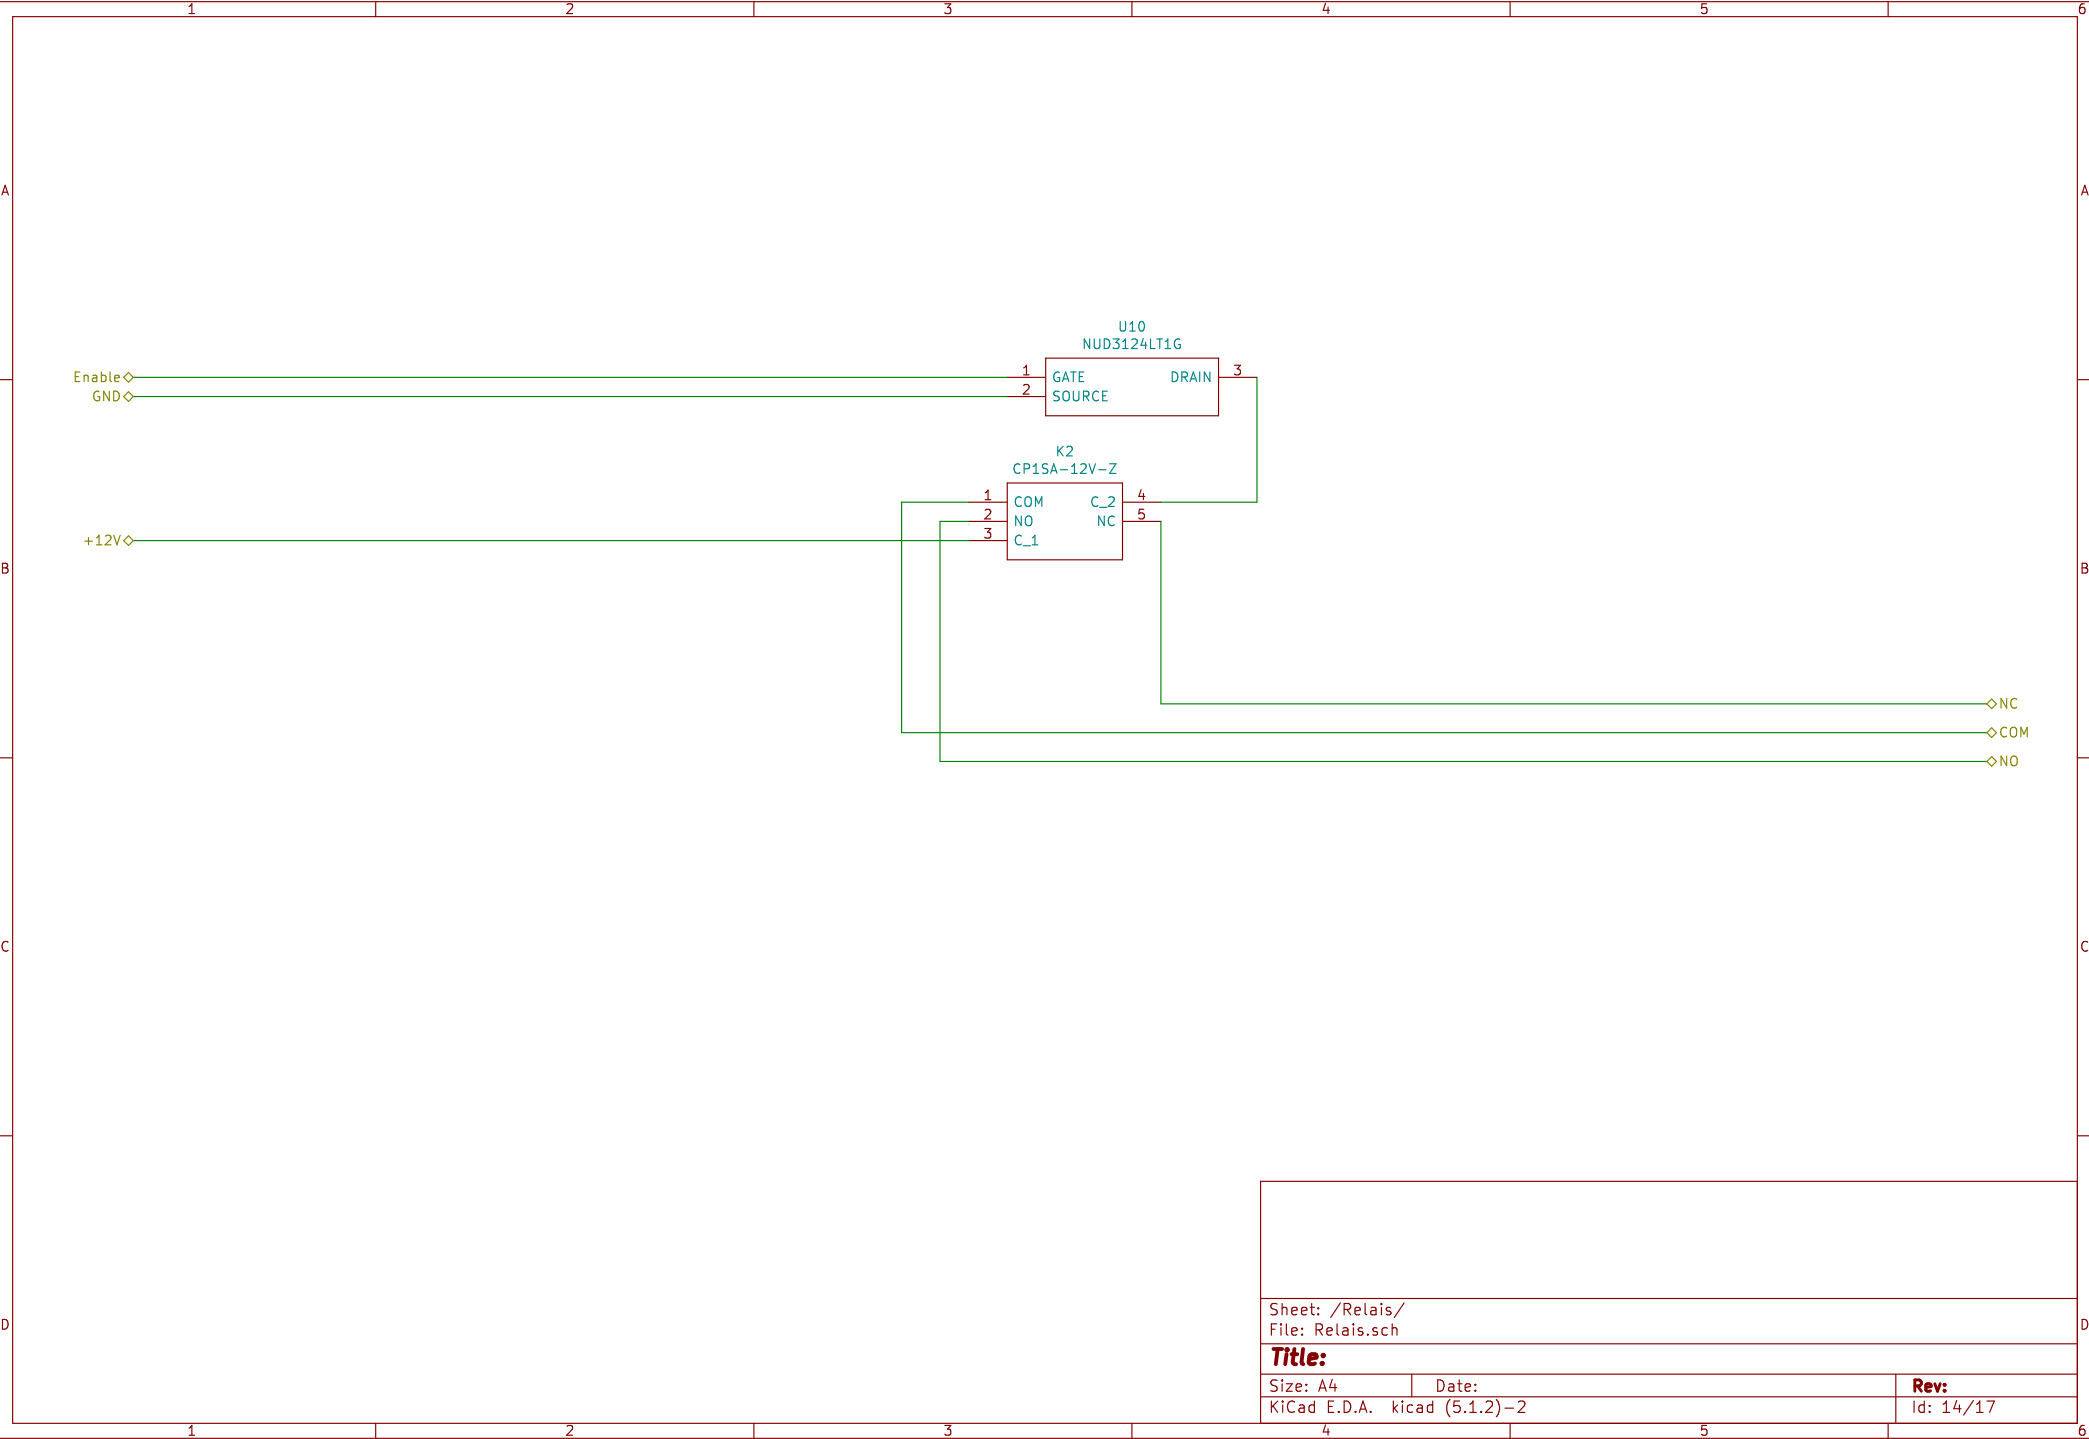 1 2 3 4 5 6
A A
U10
NUD3124LT1G
Enable 1 GATE DRAIN 3
GND 2 SOURCE
K2
CP1SA-12V-Z
1 COM C_2 4
2 NO NC 5
+12V 3 C_1
B B
NC
COM
NO
C C
Sheet: /Relais/
D D
File: Relais.sch
Title:
Size: A4 Date: Rev:
KiCad E.D.A. kicad (5.1.2)-2 Id: 14/17
1 2 3 4 5 6